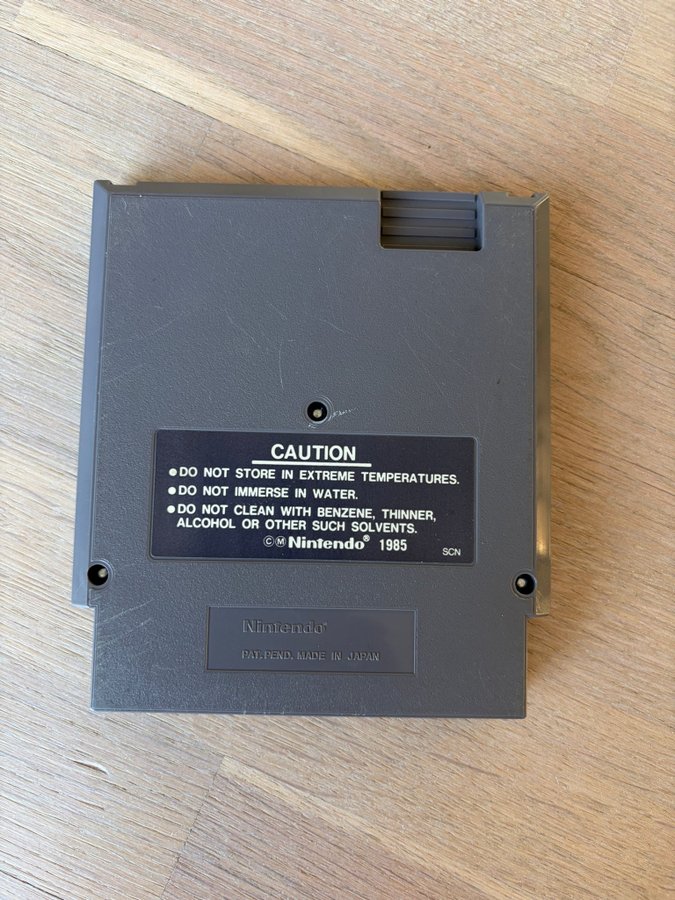 CAUTION
●DO NOT STORE IN EXTREME TEMPERATURES.
●DO NOT IMMERSE IN WATER.
●DO NOT CLEAN WITH BENZENE, THINNER,
ALCOHOL OR OTHER SUCH SOLVENTS.
©Ⓜ Nintendo® 1985
SCN
Nintendo®
PAT. PEND. MADE IN JAPAN